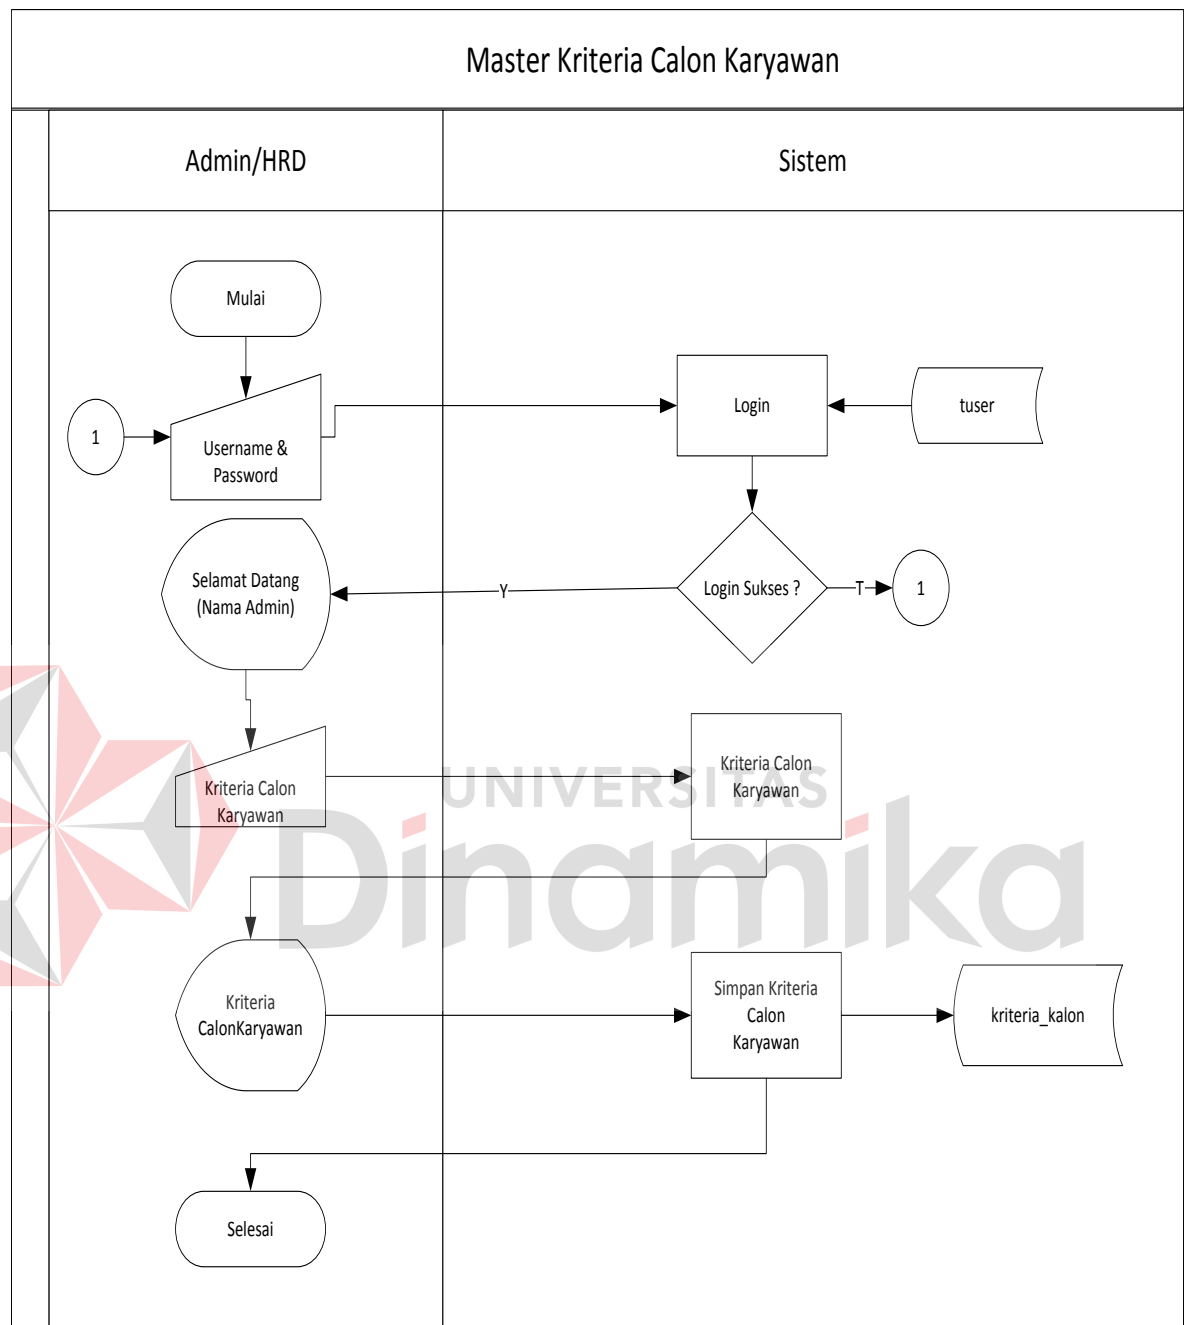 Master Kriteria Calon Karyawan
Admin/HRD
Sistem
Mulai
1
Username &
Password
Login
tuser
Selamat Datang
(Nama Admin)
Y
Login Sukses ?
T
1
Kriteria Calon
Karyawan
Kriteria Calon
Karyawan
UNIVERSITAS
Dinamika
Kriteria
CalonKaryawan
Simpan Kriteria
Calon
Karyawan
kriteria_kalon
Selesai